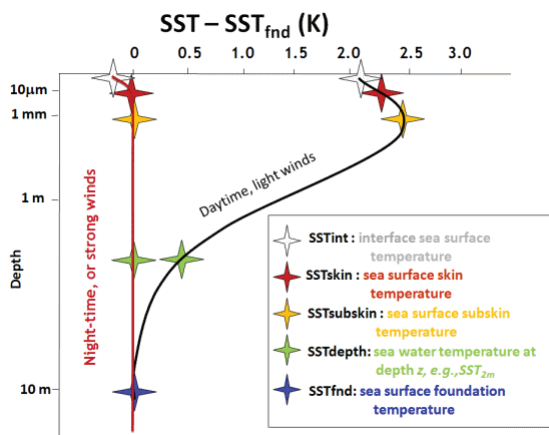 SST – SSTfnd (K)
0 0.5 1.0 1.5 2.0 2.5 3.0
10μm
1 mm
1 m
10 m
Depth
Night-time, or strong winds
Daytime, light winds
SSTint: interface sea surface
temperature
SSTskin: sea surface skin
temperature
SSTsubskin : sea surface subskin
temperature
SSTdepth: sea water temperature at
depth z, e.g.,SST2m
SSTfnd: sea surface foundation
temperature